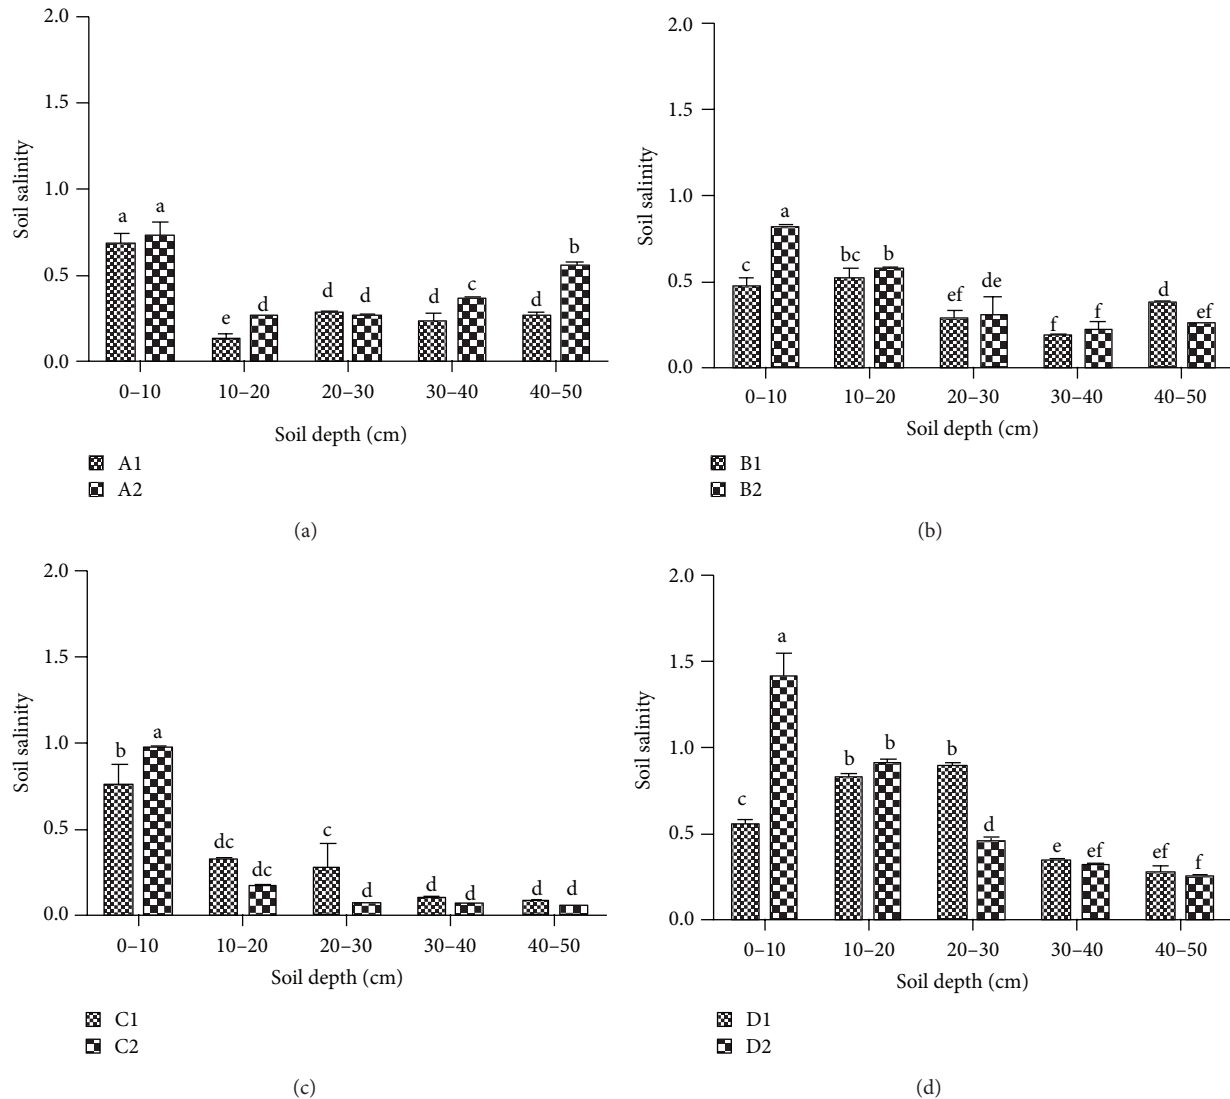 2.0
1.5
1.0
0.5
0.0
Soil salinity
a a e d d d d c d b
0–10 10–20 20–30 30–40 40–50
Soil depth (cm)
A1
A2
(a)
2.0
1.5
1.0
0.5
0.0
Soil salinity
c a bc b ef de f f d ef
0–10 10–20 20–30 30–40 40–50
Soil depth (cm)
B1
B2
(b)
2.0
1.5
1.0
0.5
0.0
Soil salinity
b a dc dc c d d d d d
0–10 10–20 20–30 30–40 40–50
Soil depth (cm)
C1
C2
(c)
2.0
1.5
1.0
0.5
0.0
Soil salinity
c a b b b d e ef ef f
0–10 10–20 20–30 30–40 40–50
Soil depth (cm)
D1
D2
(d)